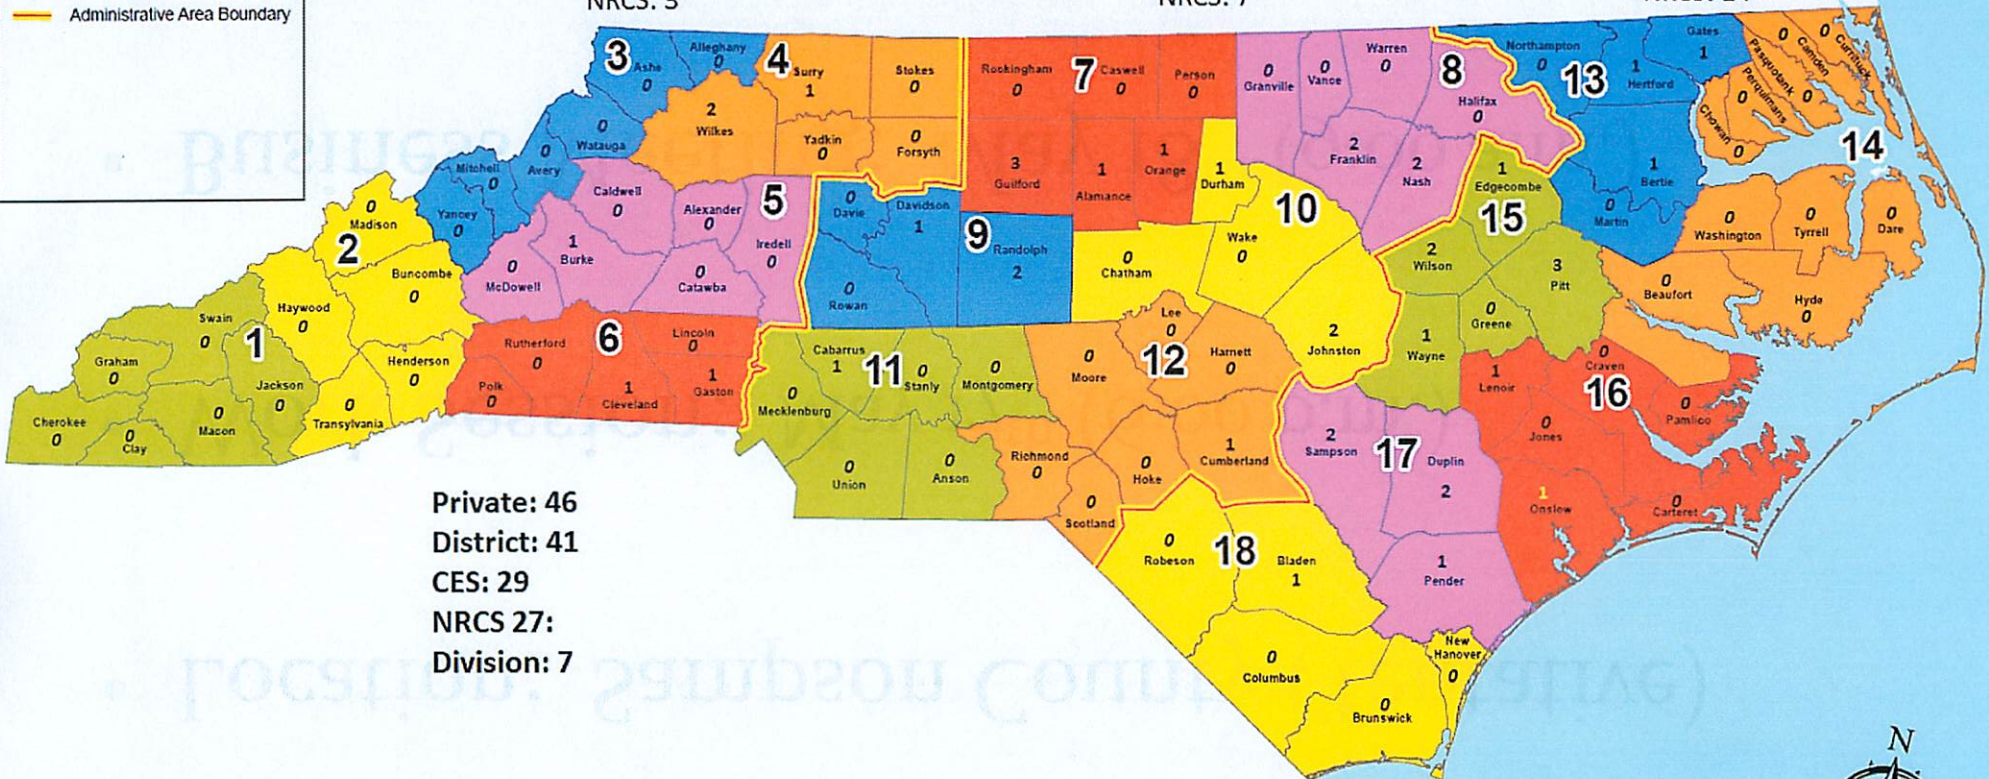 Administrative Area Boundary
NRCS: 3
NRCS: 7
3
Ashe
0
Alleghany
0
4
Surry
1
Stokes
0
Rockingham
0
7
Caswell
0
Person
0
Granville
0
Vance
0
Warren
0
8
Halifax
0
Northampton
0
13
Hertford
1
Gates
1
Pasquotank
0
Camden
0
Currituck
0
Perquimans
0
Chowan
0
14
Watauga
0
Wilkes
2
Yadkin
0
Forsyth
0
Guilford
3
Alamance
1
Orange
1
Durham
1
10
Franklin
2
Nash
2
Edgecombe
1
15
Bertie
1
Martin
0
Washington
0
Tyrrell
0
Dare
0
Mitchell
0
Avery
0
Yancey
0
Caldwell
0
Alexander
0
5
Iredell
0
Davie
0
Davidson
1
9
Randolph
2
Rowan
0
Chatham
0
Wake
0
Johnston
2
Wilson
2
Pitt
3
Greene
0
Wayne
1
Beaufort
0
Hyde
0
Madison
0
2
Buncombe
0
Haywood
0
McDowell
0
Burke
1
Catawba
0
Swain
0
1
Graham
0
Jackson
0
Cherokee
0
Clay
0
Macon
0
Transylvania
0
Henderson
0
Rutherford
0
6
Lincoln
0
Polk
0
Cleveland
1
Gaston
1
Cabarrus
1
11
Stanly
0
Montgomery
0
Mecklenburg
0
Union
0
Anson
0
Moore
0
Lee
0
12
Harnett
0
Richmond
0
Hoke
0
Cumberland
1
Scotland
0
Lenoir
1
Craven
0
16
Pamlico
0
Jones
0
Onslow
1
Carteret
0
Sampson
2
17
Duplin
2
Pender
1
Robeson
0
18
Bladen
1
Columbus
0
New Hanover
0
Brunswick
0
Private: 46
District: 41
CES: 29
NRCS 27:
Division: 7
Location: Sampson Count
N